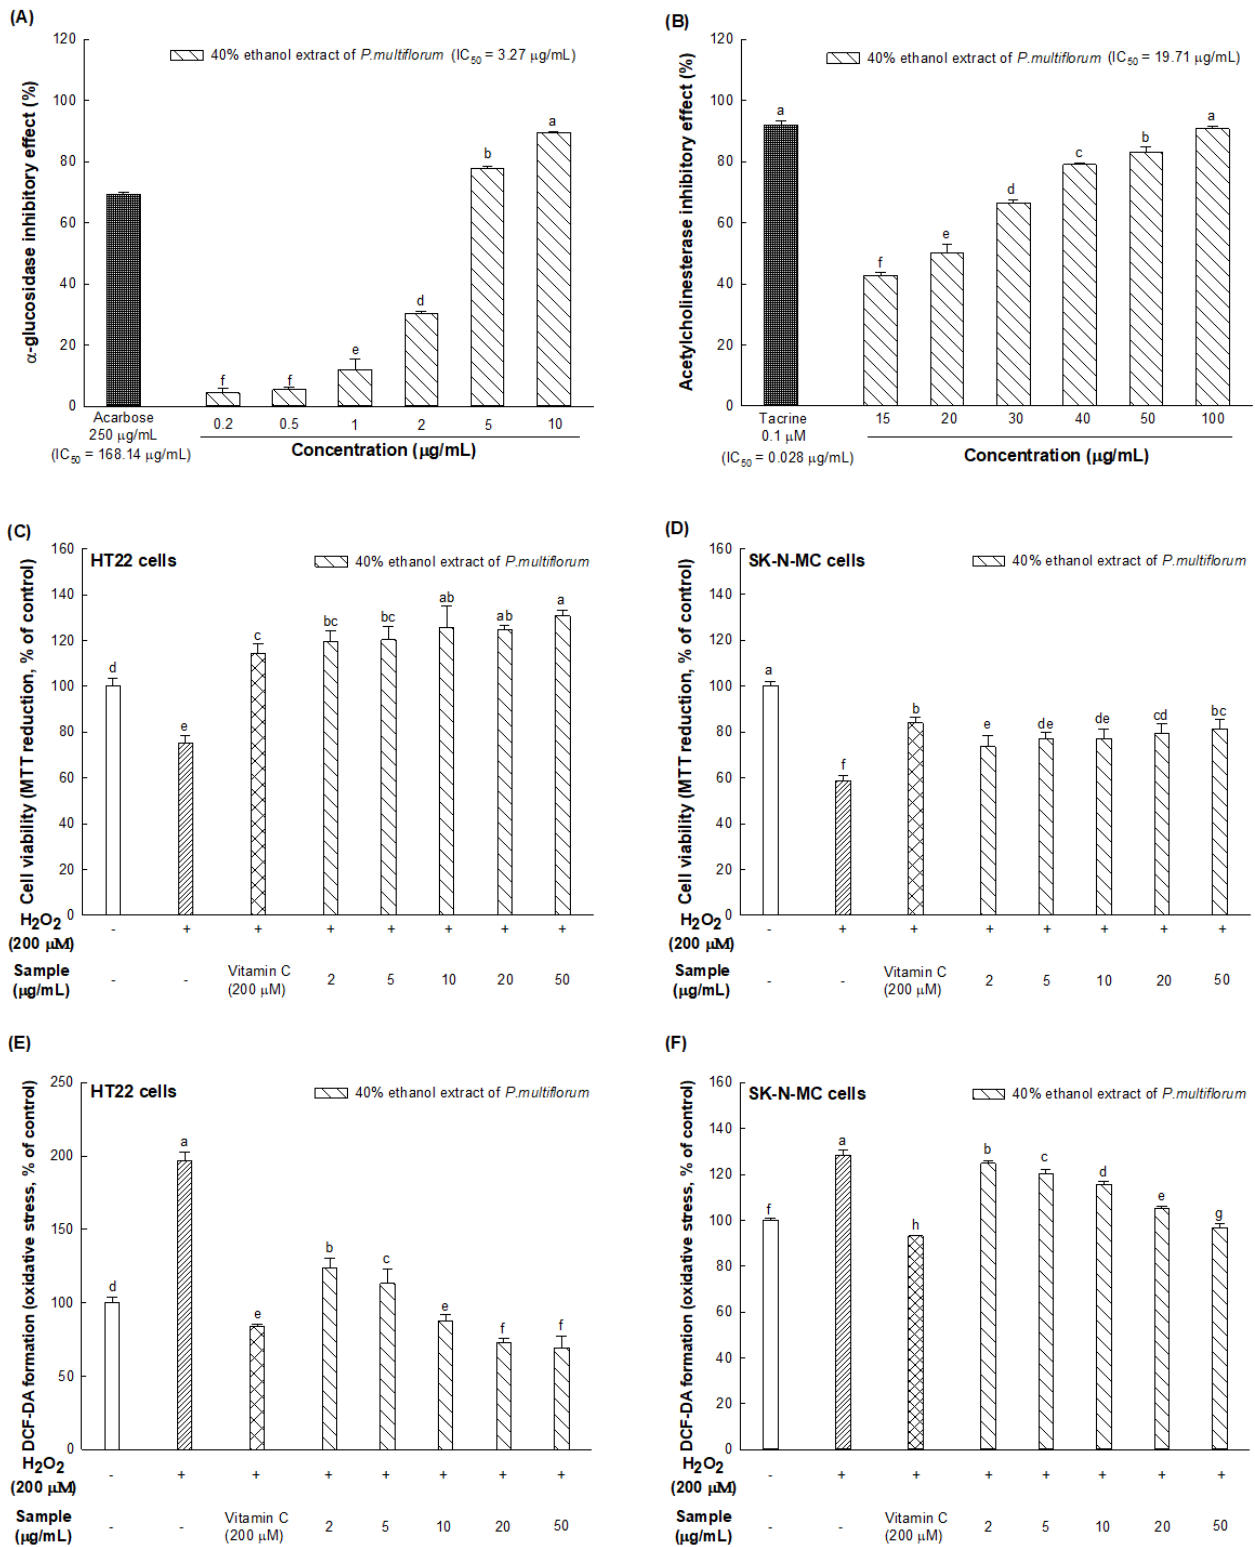 (A)
40% ethanol extract of P.multiflorum (IC50 = 3.27 μg/mL)
α-glucosidase inhibitory effect (%)
120
100
80
60
40
20
0
f
f
e
d
b
a
Acarbose
250 μg/mL
(IC50 = 168.14 μg/mL)
0.2 0.5 1 2 5 10
Concentration (μg/mL)
(B)
40% ethanol extract of P.multiflorum (IC50 = 19.71 μg/mL)
Acetylcholinesterase inhibitory effect (%)
120
100
80
60
40
20
0
a
f
e
d
c
b
a
Tacrine
0.1 μM
(IC50 = 0.028 μg/mL)
15 20 30 40 50 100
Concentration (μg/mL)
(C)
HT22 cells
40% ethanol extract of P.multiflorum
Cell viability (MTT reduction, % of control)
160
140
120
100
80
60
40
20
0
d
e
c
bc
bc
ab
ab
a
H2O2
(200 μM)
- + + + + + + +
Sample
(μg/mL)
- - Vitamin C
(200 μM)
2 5 10 20 50
(D)
SK-N-MC cells
40% ethanol extract of P.multiflorum
Cell viability (MTT reduction, % of control)
160
140
120
100
80
60
40
20
0
a
f
b
e
de
de
cd
bc
H2O2
(200 μM)
- + + + + + + +
Sample
(μg/mL)
- - Vitamin C
(200 μM)
2 5 10 20 50
(E)
HT22 cells
40% ethanol extract of P.multiflorum
DCF-DA formation (oxidative stress, % of control)
250
200
150
100
50
0
d
a
e
b
c
e
f
f
H2O2
(200 μM)
- + + + + + + +
Sample
(μg/mL)
- - Vitamin C
(200 μM)
2 5 10 20 50
(F)
SK-N-MC cells
40% ethanol extract of P.multiflorum
DCF-DA formation (oxidative stress, % of control)
160
140
120
100
80
60
40
20
0
f
a
h
b
c
d
e
g
H2O2
(200 μM)
- + + + + + + +
Sample
(μg/mL)
- - Vitamin C
(200 μM)
2 5 10 20 50